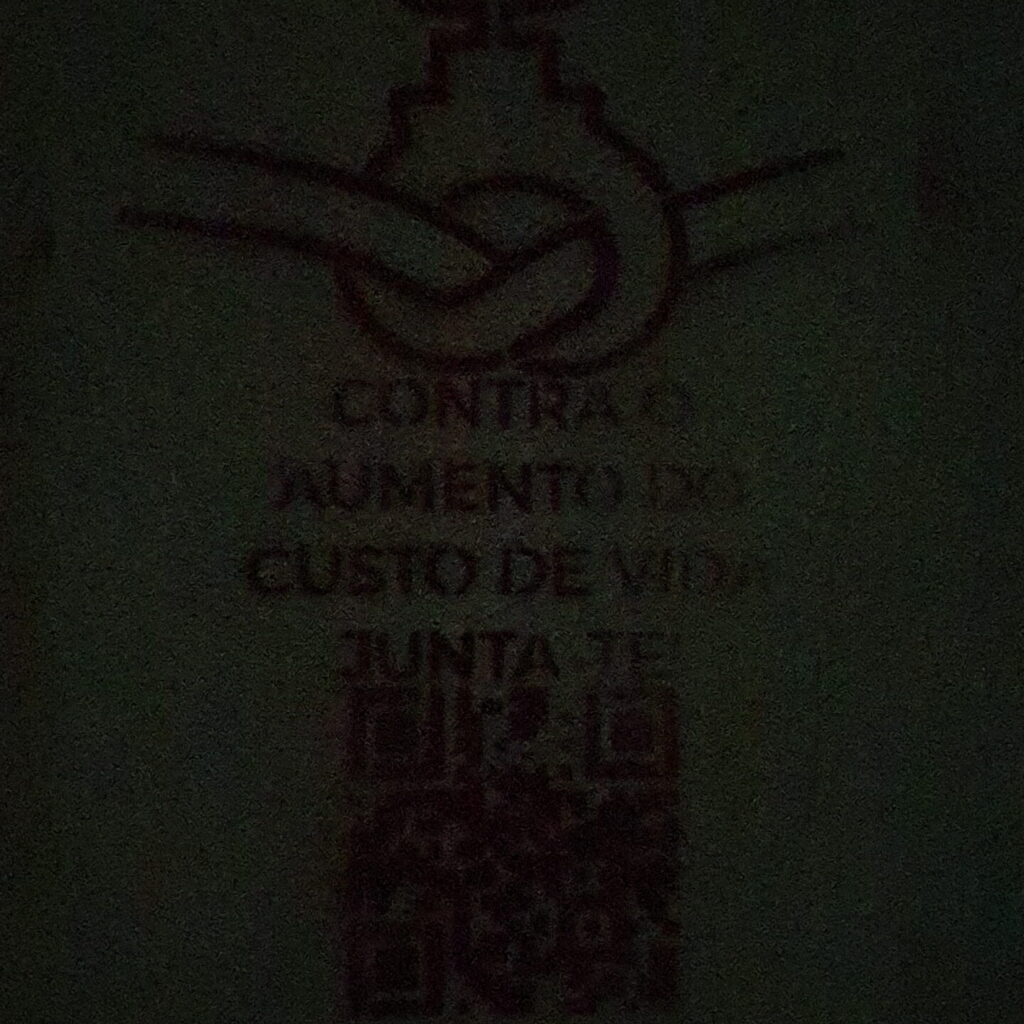 CONTRA O
AUMENTO DO
CUSTO DE VIDA
JUNTA-TE!